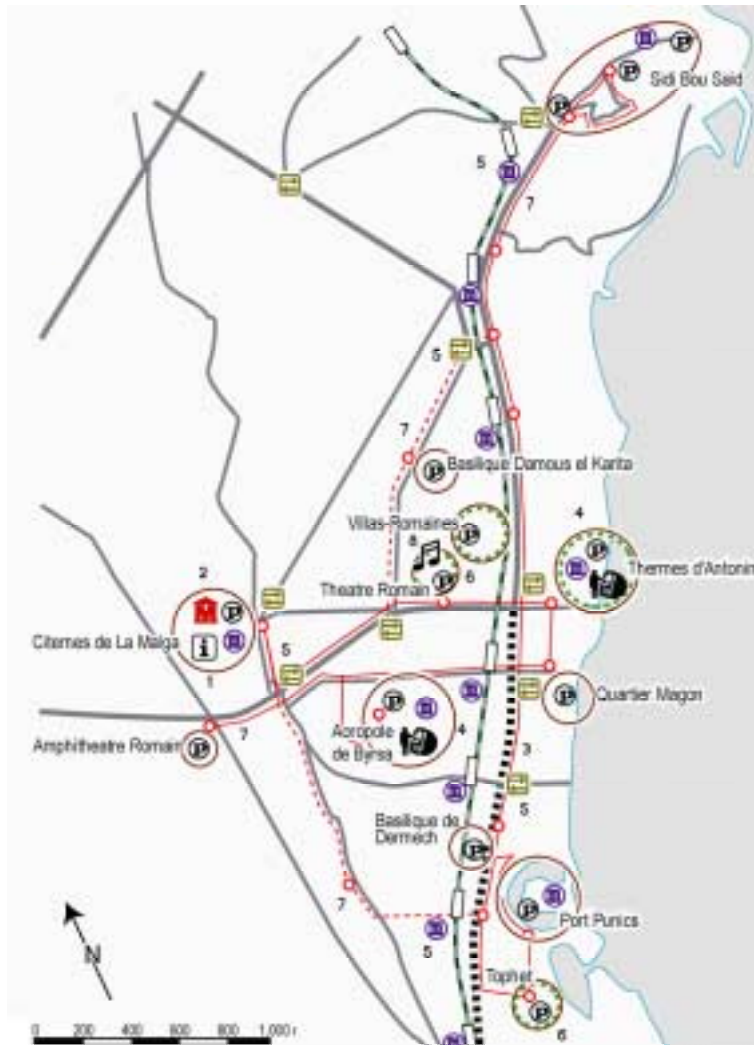 Sidi Bou Said
5
7
5
7
Basilique Damous el Karita
Villas-Romaines
4
8
6
Thermes d'Antonin
Theatre Romain
2
Citernes de La Malga
1
5
Quartier Magon
Acropole
de Byrsa
4
Amphitheatre Romain
7
3
5
Basilique de
Dermech
7
5
Port Punics
Tophet
6
N
0 200 400 600 800 1,000